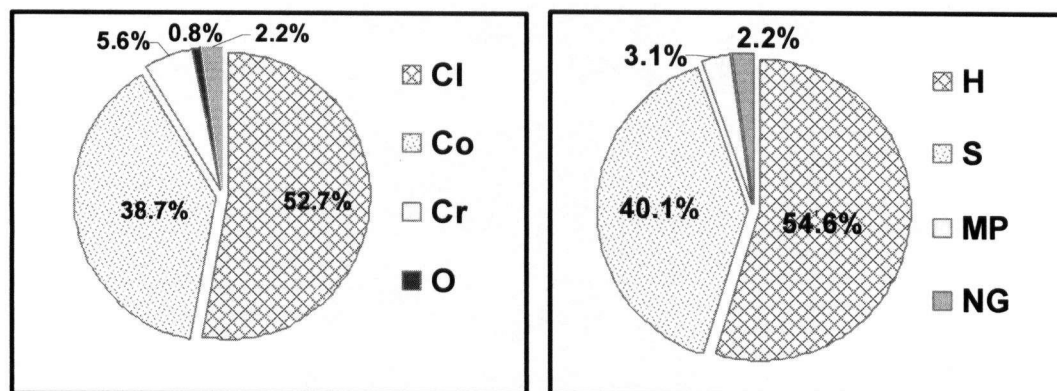 5.6%
0.8%
2.2%
Cl
Co
38.7%
52.7%
Cr
O
3.1%
2.2%
H
S
40.1%
54.6%
MP
NG